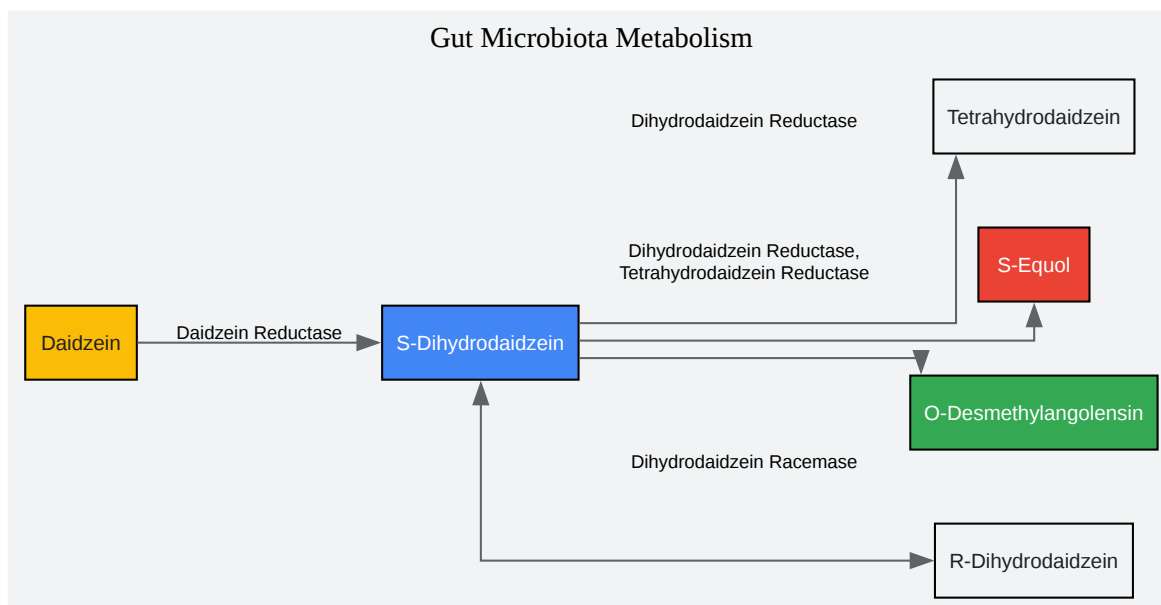 Gut Microbiota Metabolism
Dihydrodaidzein Reductase
Tetrahydrodaidzein
Dihydrodaidzein Reductase,
Tetrahydrodaidzein Reductase
S-Equol
Daidzein
Daidzein Reductase
S-Dihydrodaidzein
O-Desmethylangolensin
Dihydrodaidzein Racemase
R-Dihydrodaidzein